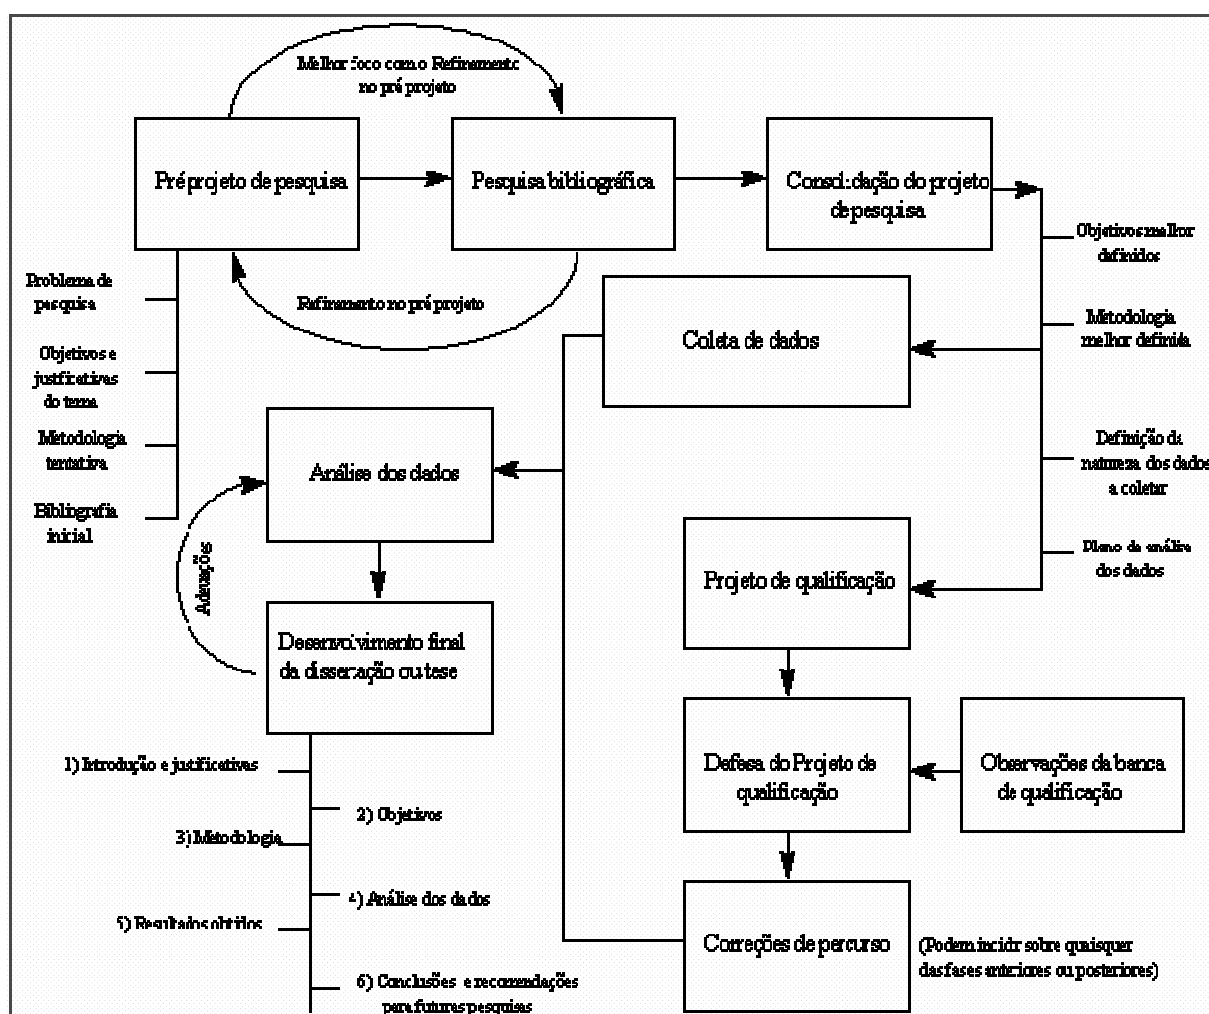 Melhor foco com o Refinamento
no pré projeto
Pré projeto de pesquisa
Pesquisa bibliográfica
Consolidação do projeto
de pesquisa
Objetivos melhor
definidos
Problema de
pesquisa
Refinamento no pré projeto
Coleta de dados
Metodologia
melhor definida
Objetivos e
justificativas
do tema
Metodologia
tentativa
Análise dos dados
Definição da
natureza dos dados
a coletar
Bibliografia
inicial
Adequações
Projeto de qualificação
Plano de análise
dos dados
Desenvolvimento final
da dissertação ou tese
1) Introdução e justificativas
2) Objetivos
3) Metodologia
4) Análise dos dados
5) Resultados obtidos
6) Conclusões e recomendações
para futuras pesquisas
Defesa do Projeto de
qualificação
Observações da banca
de qualificação
Correções de percurso
(Podem incidir sobre quaisquer
das fases anteriores ou posteriores)